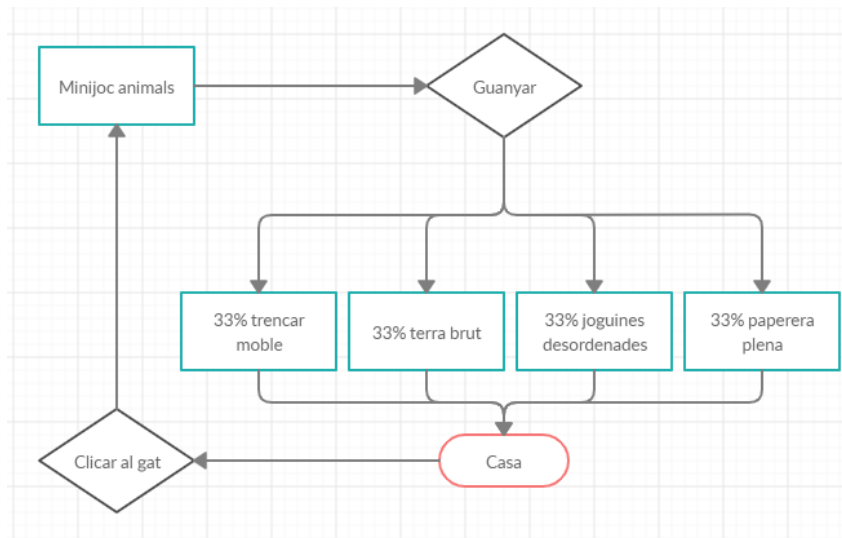 Minijoc animals
Guanyar
33% trencar
moble
33% terra brut
33% joguines
desordenades
33% paperera
plena
Clicar al gat
Casa